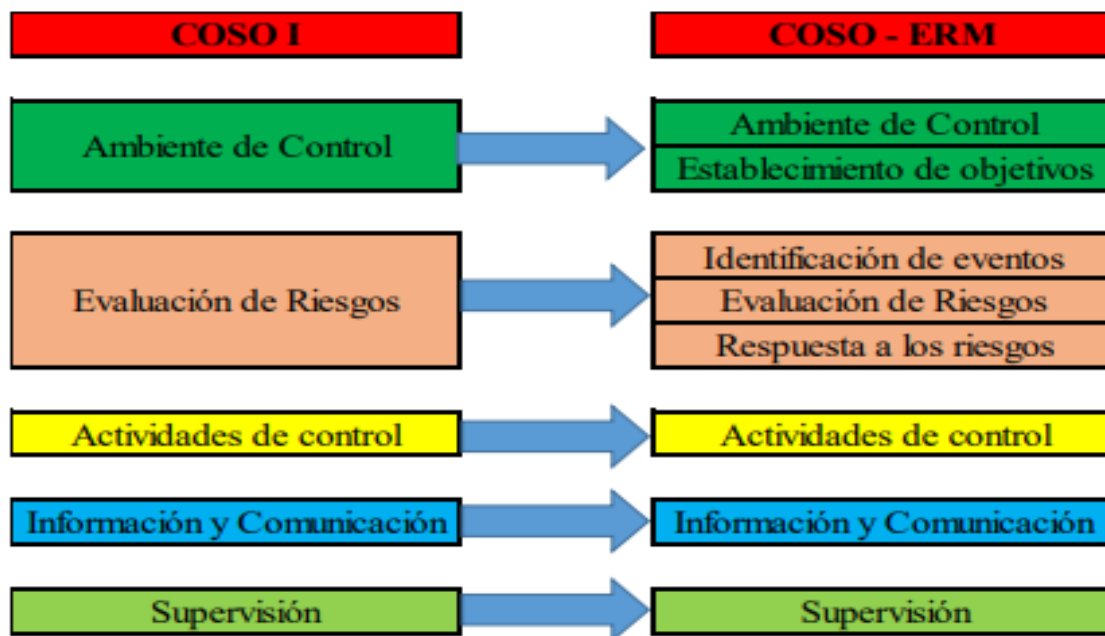 COSO I
COSO - ERM
Ambiente de Control
Ambiente de Control
Establecimiento de objetivos
Evaluación de Riesgos
Identificación de eventos
Evaluación de Riesgos
Respuesta a los riesgos
Actividades de control
Actividades de control
Información y Comunicación
Información y Comunicación
Supervisión
Supervisión